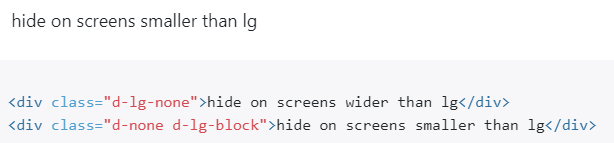 hide on screens smaller than lg
<div class="d-lg-none">hide on screens wider than lg</div>
<div class="d-none d-lg-block">hide on screens smaller than lg</div>